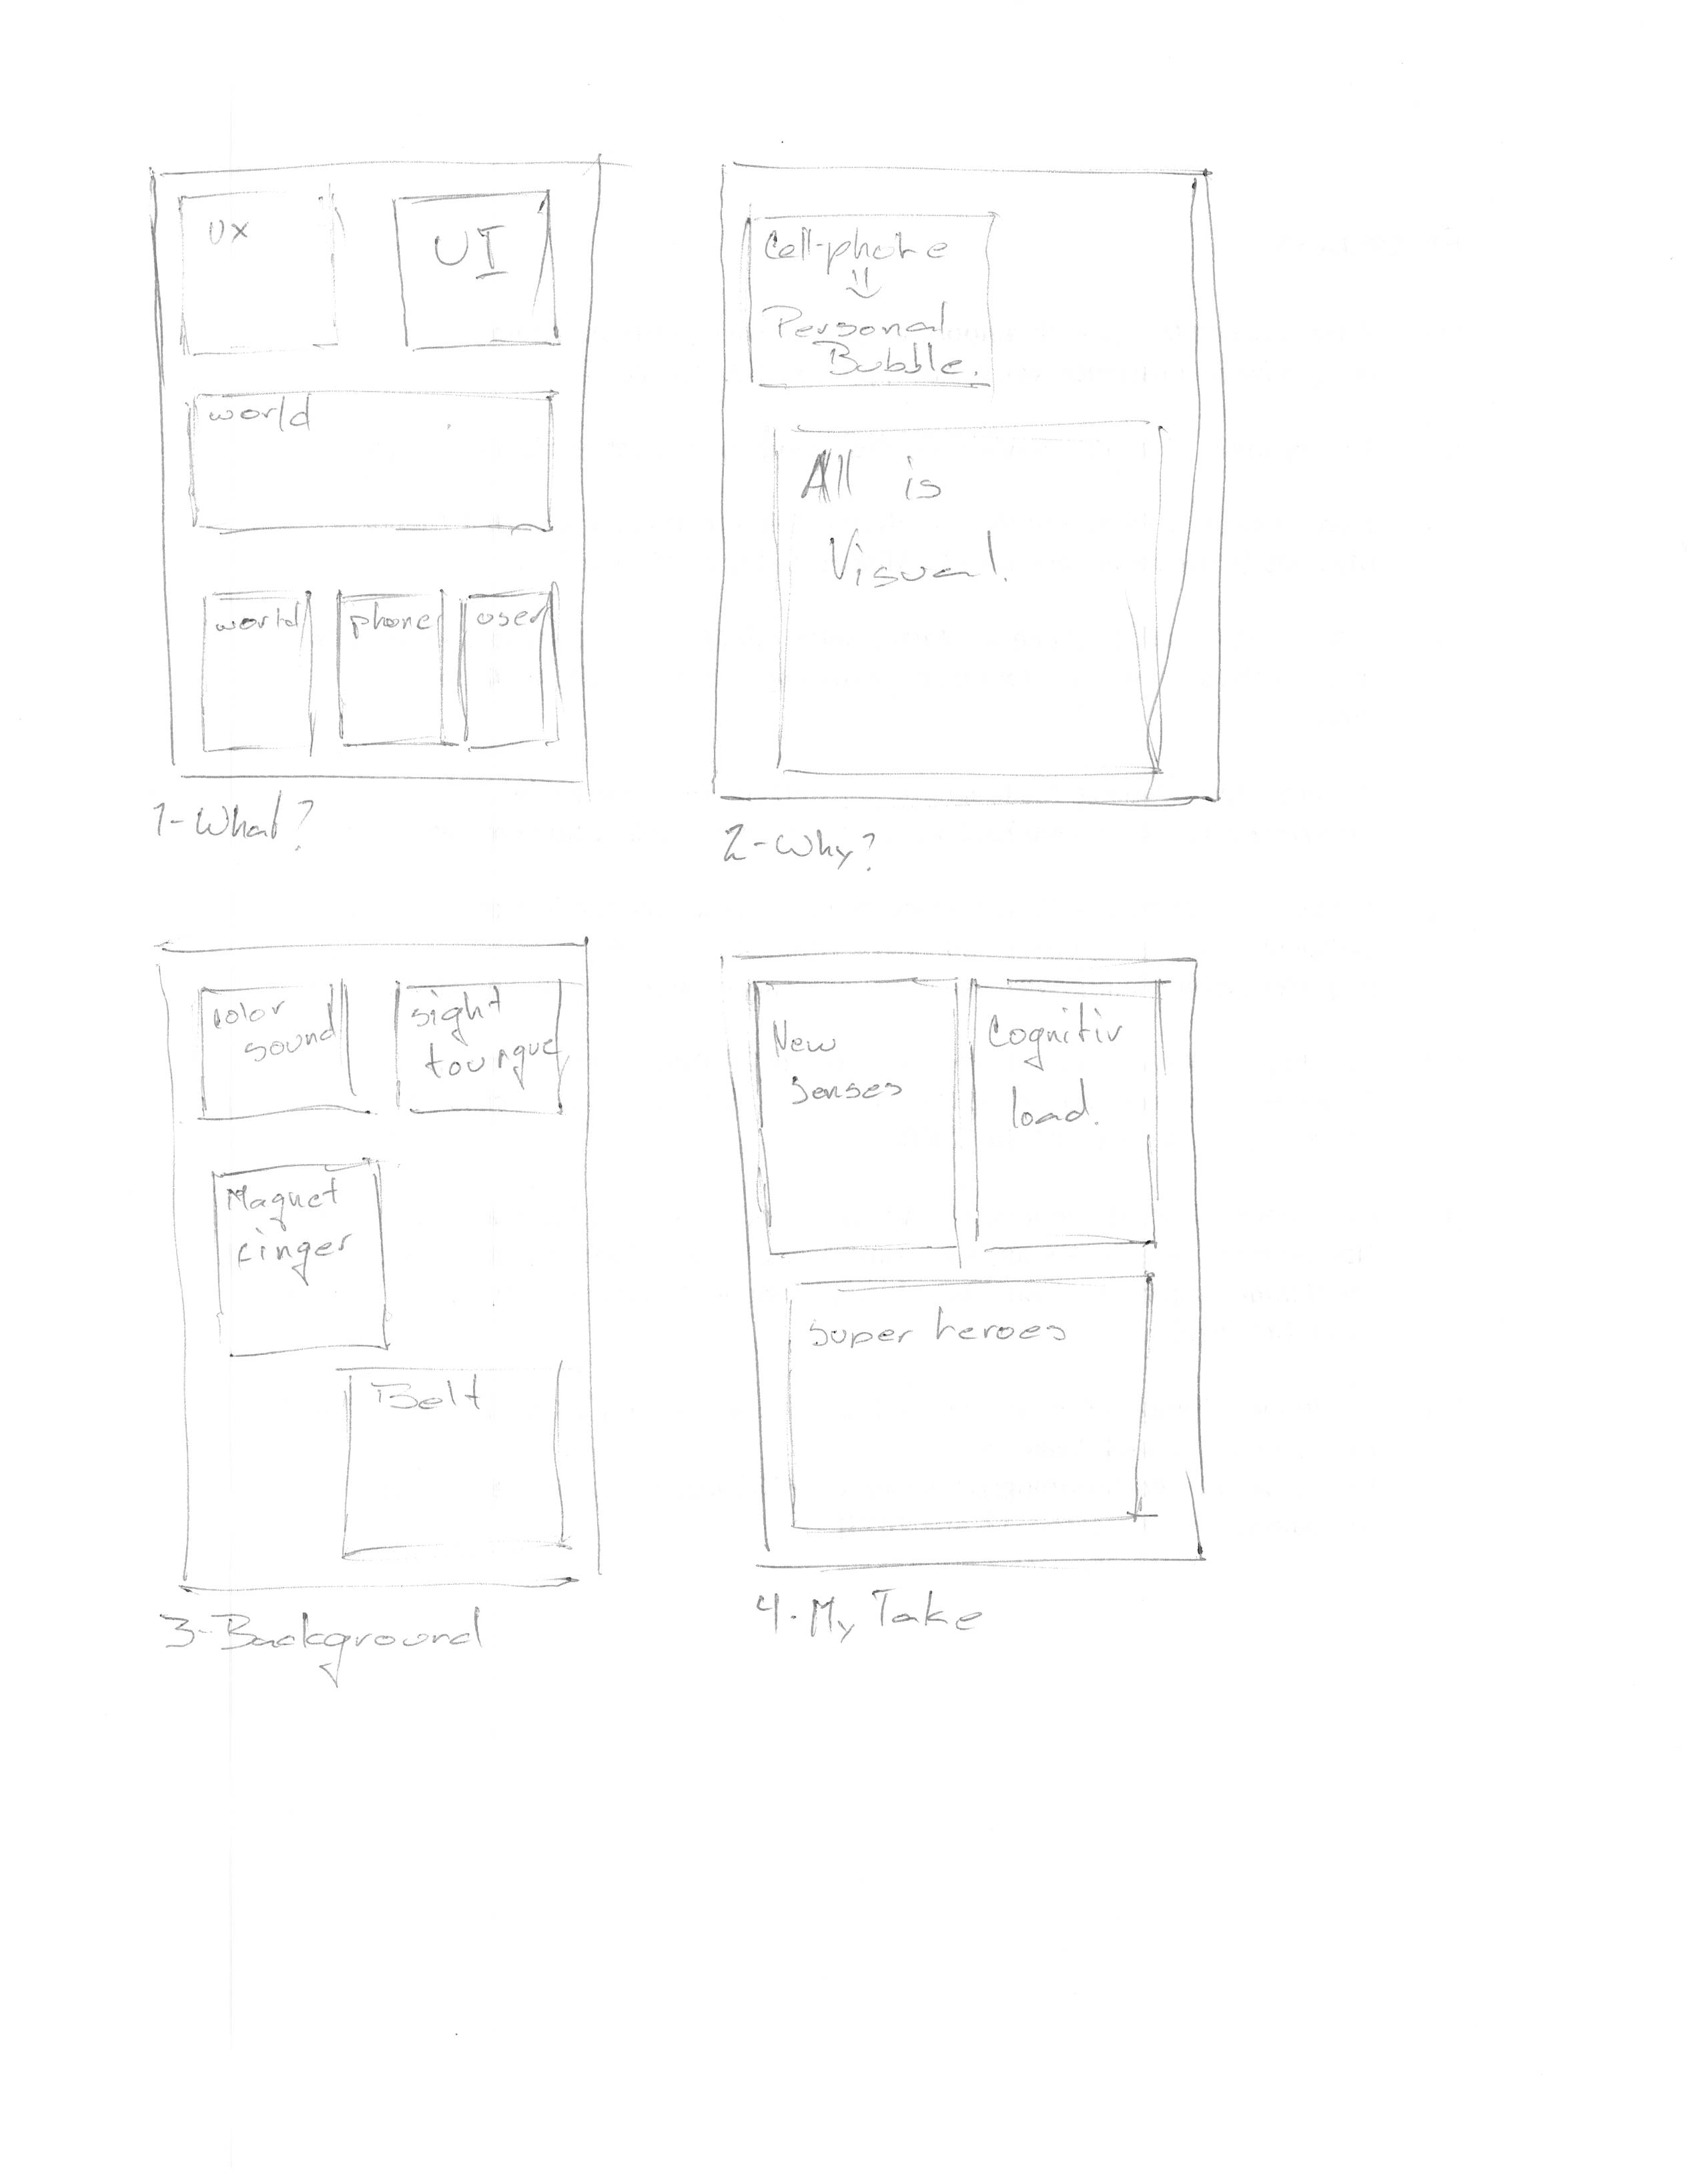 UX
UI
world
world
phone
user
1-What?
Cell-phone
⇓
Personal
Bubble.
All is
Visual.
2-Why?
color
sound
sight
tourgue
Magnet
finger
Belt
3-Background
New
Senses
Cognitiv
load.
super heroes
4-My Take